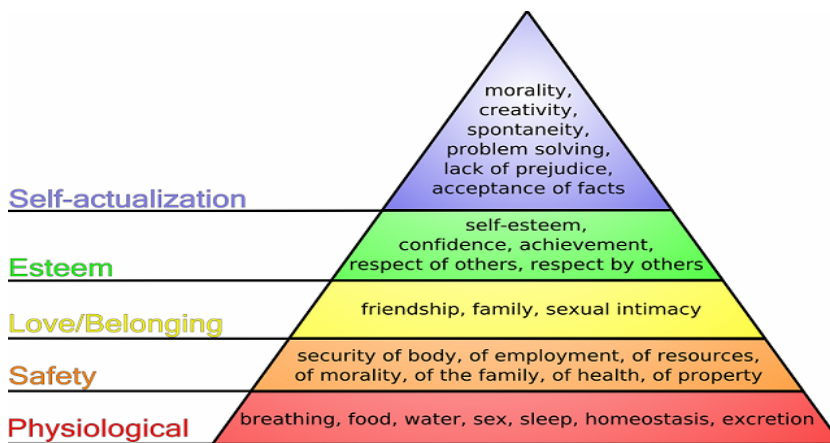 morality,
creativity,
spontaneity,
problem solving,
lack of prejudice,
acceptance of facts
Self-actualization
self-esteem,
confidence, achievement,
respect of others, respect by others
Esteem
friendship, family, sexual intimacy
Love/Belonging
security of body, of employment, of resources,
of morality, of the family, of health, of property
Safety
breathing, food, water, sex, sleep, homeostasis, excretion
Physiological